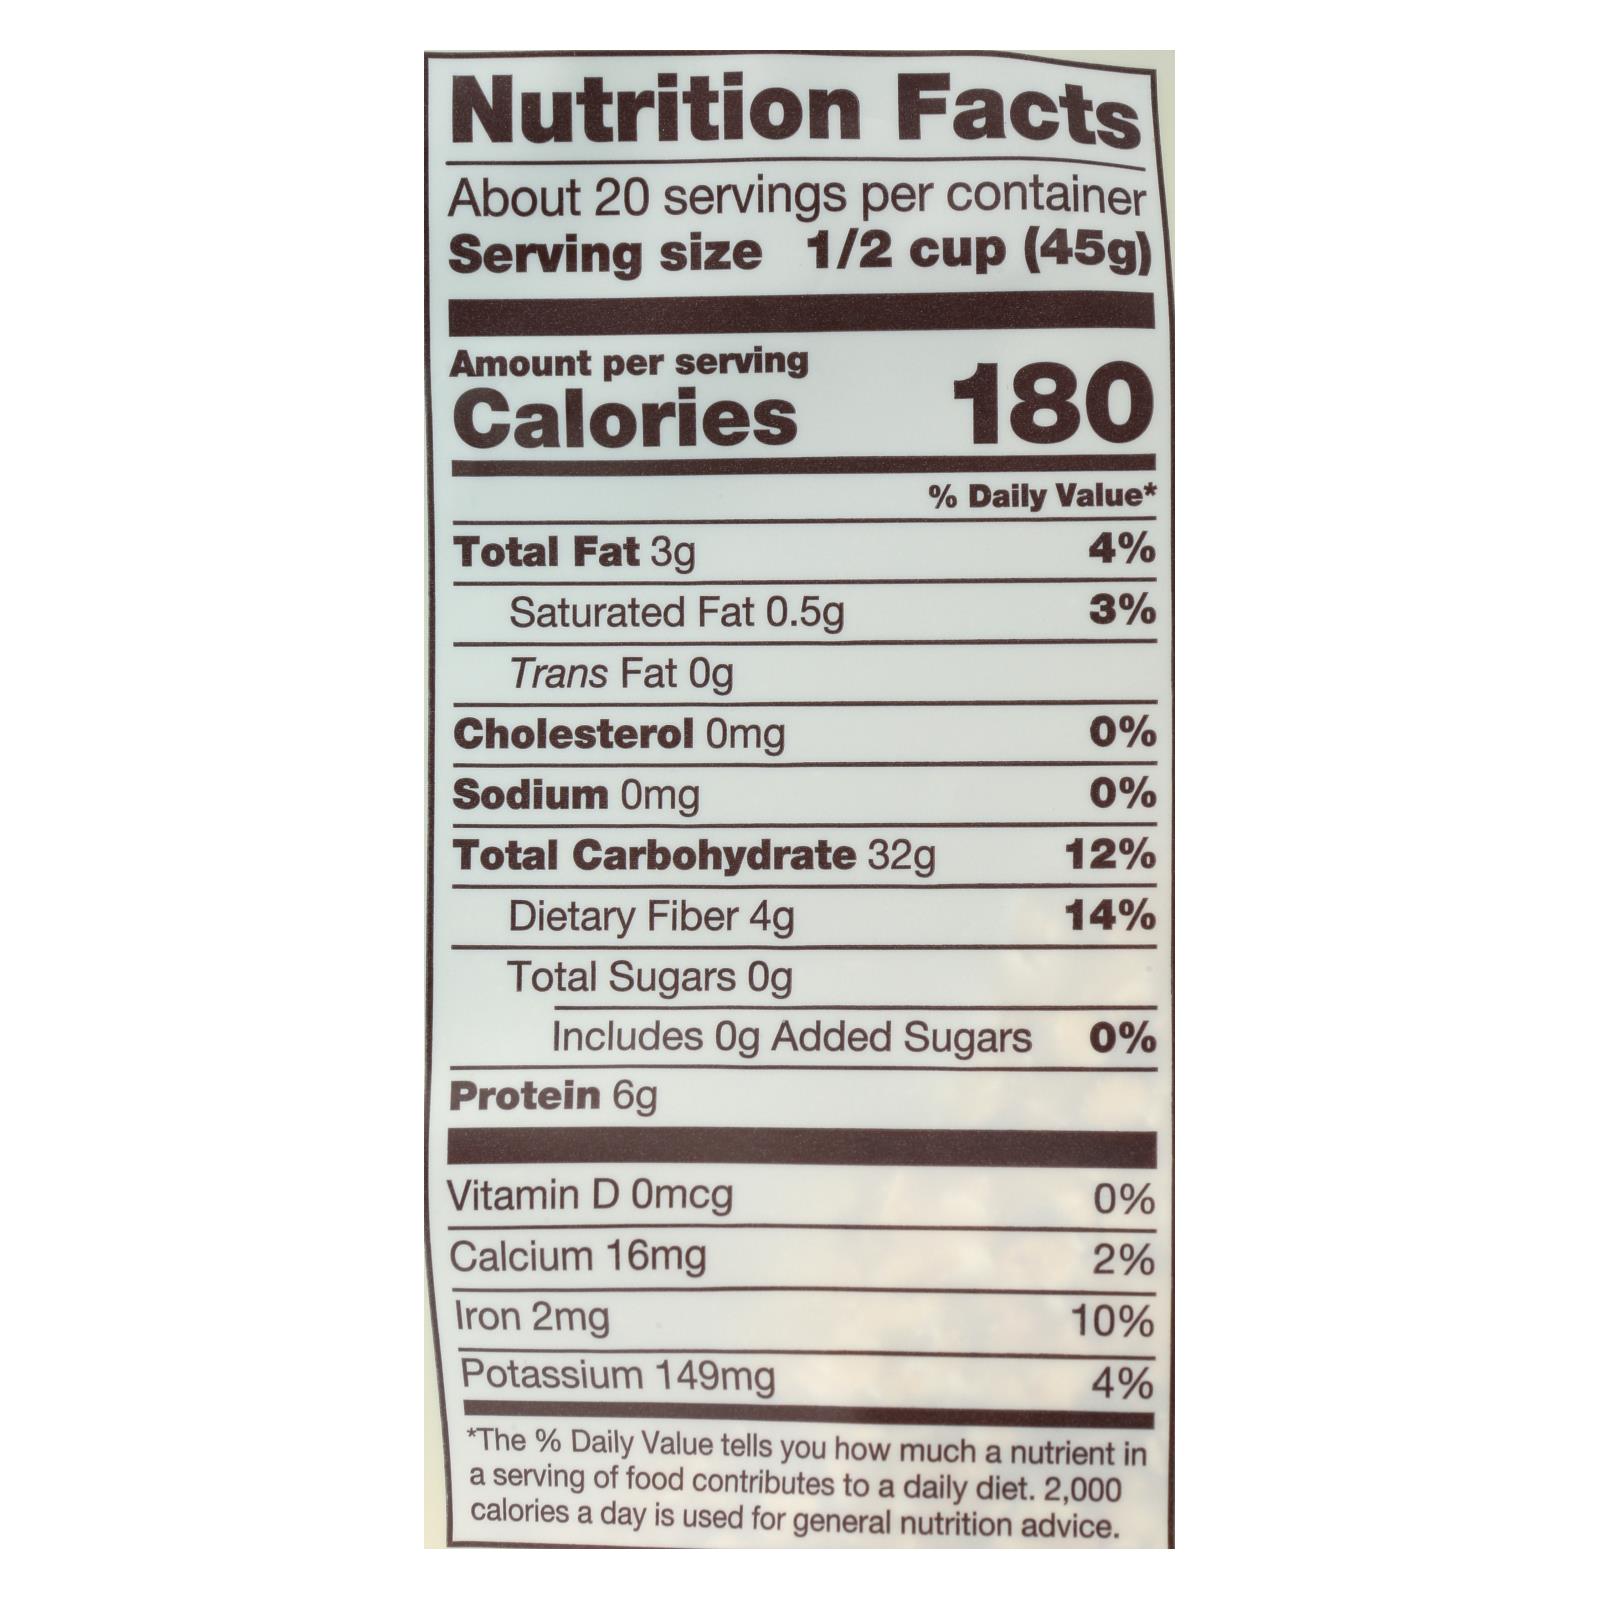 Nutrition Facts
About 20 servings per container
Serving size 1/2 cup (45g)
Amount per serving
Calories 180
% Daily Value*
Total Fat 3g 4%
Saturated Fat 0.5g 3%
Trans Fat 0g
Cholesterol 0mg 0%
Sodium 0mg 0%
Total Carbohydrate 32g 12%
Dietary Fiber 4g 14%
Total Sugars 0g
Includes 0g Added Sugars 0%
Protein 6g
Vitamin D 0mcg 0%
Calcium 16mg 2%
Iron 2mg 10%
Potassium 149mg 4%
*The % Daily Value tells you how much a nutrient in
a serving of food contributes to a daily diet. 2,000
calories a day is used for general nutrition advice.